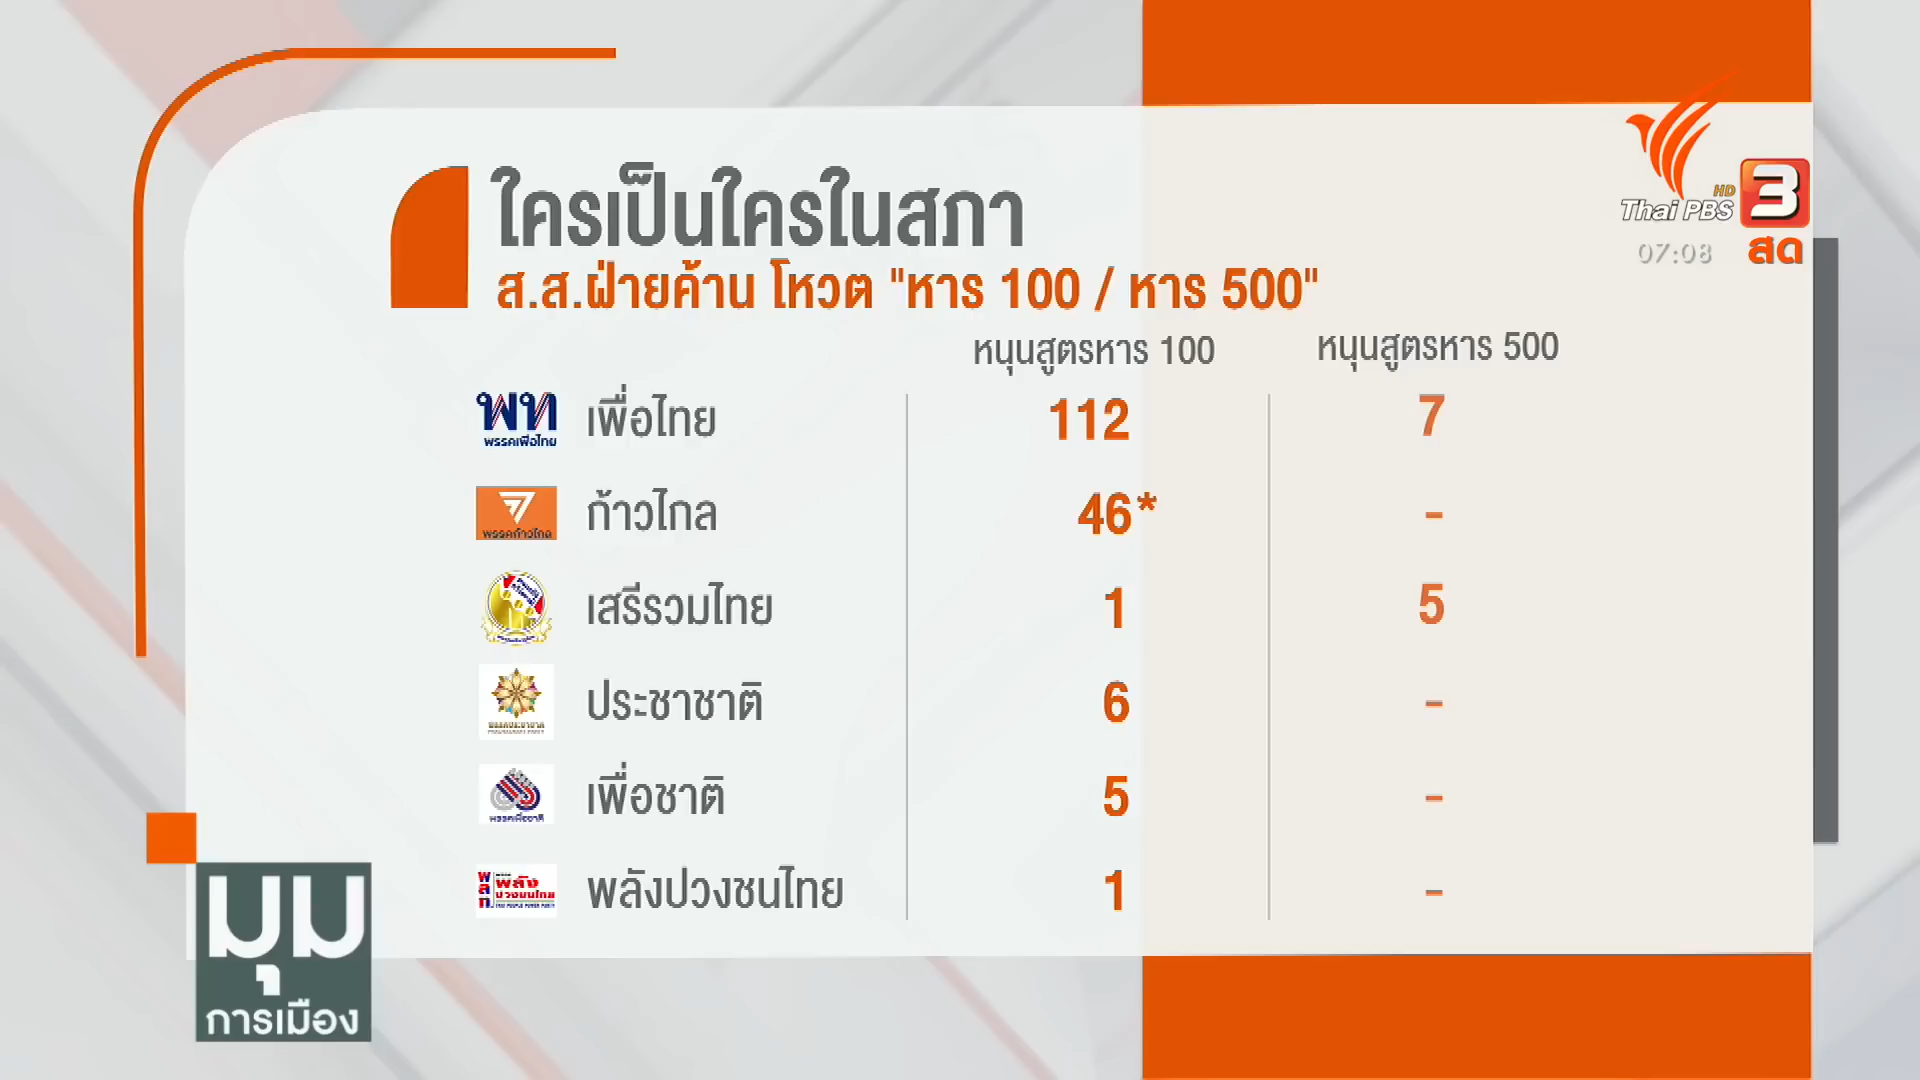 ใครเป็นใครในสภา
ส.ส.ฝ่ายค้าน โหวต "หาร 100 / หาร 500"
Thai PBS HD 3
07:08 สด
หนุนสูตรหาร 100 หนุนสูตรหาร 500
พท พรรคเพื่อไทย เพื่อไทย 112 7
พรรคก้าวไกล ก้าวไกล 46* -
เสรีรวมไทย 1 5
ประชาชาติ 6 -
พรรคเพื่อชาติ เพื่อชาติ 5 -
พลังปวงชนไทย พลังปวงชนไทย 1 -
มุม
การเมือง